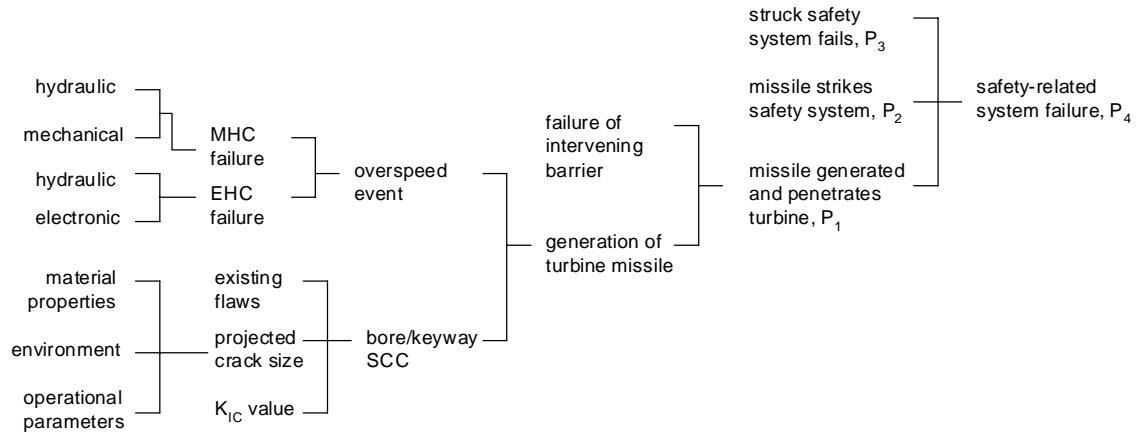 struck safety
system fails, P3
hydraulic
missile strikes
safety system, P2
safety-related
system failure, P4
mechanical
MHC
failure
failure of
intervening
barrier
hydraulic
EHC
failure
overspeed
event
missile generated
and penetrates
turbine, P1
electronic
generation of
turbine missile
material
properties
existing
flaws
environment
projected
crack size
bore/keyway
SCC
operational
parameters
KIC value